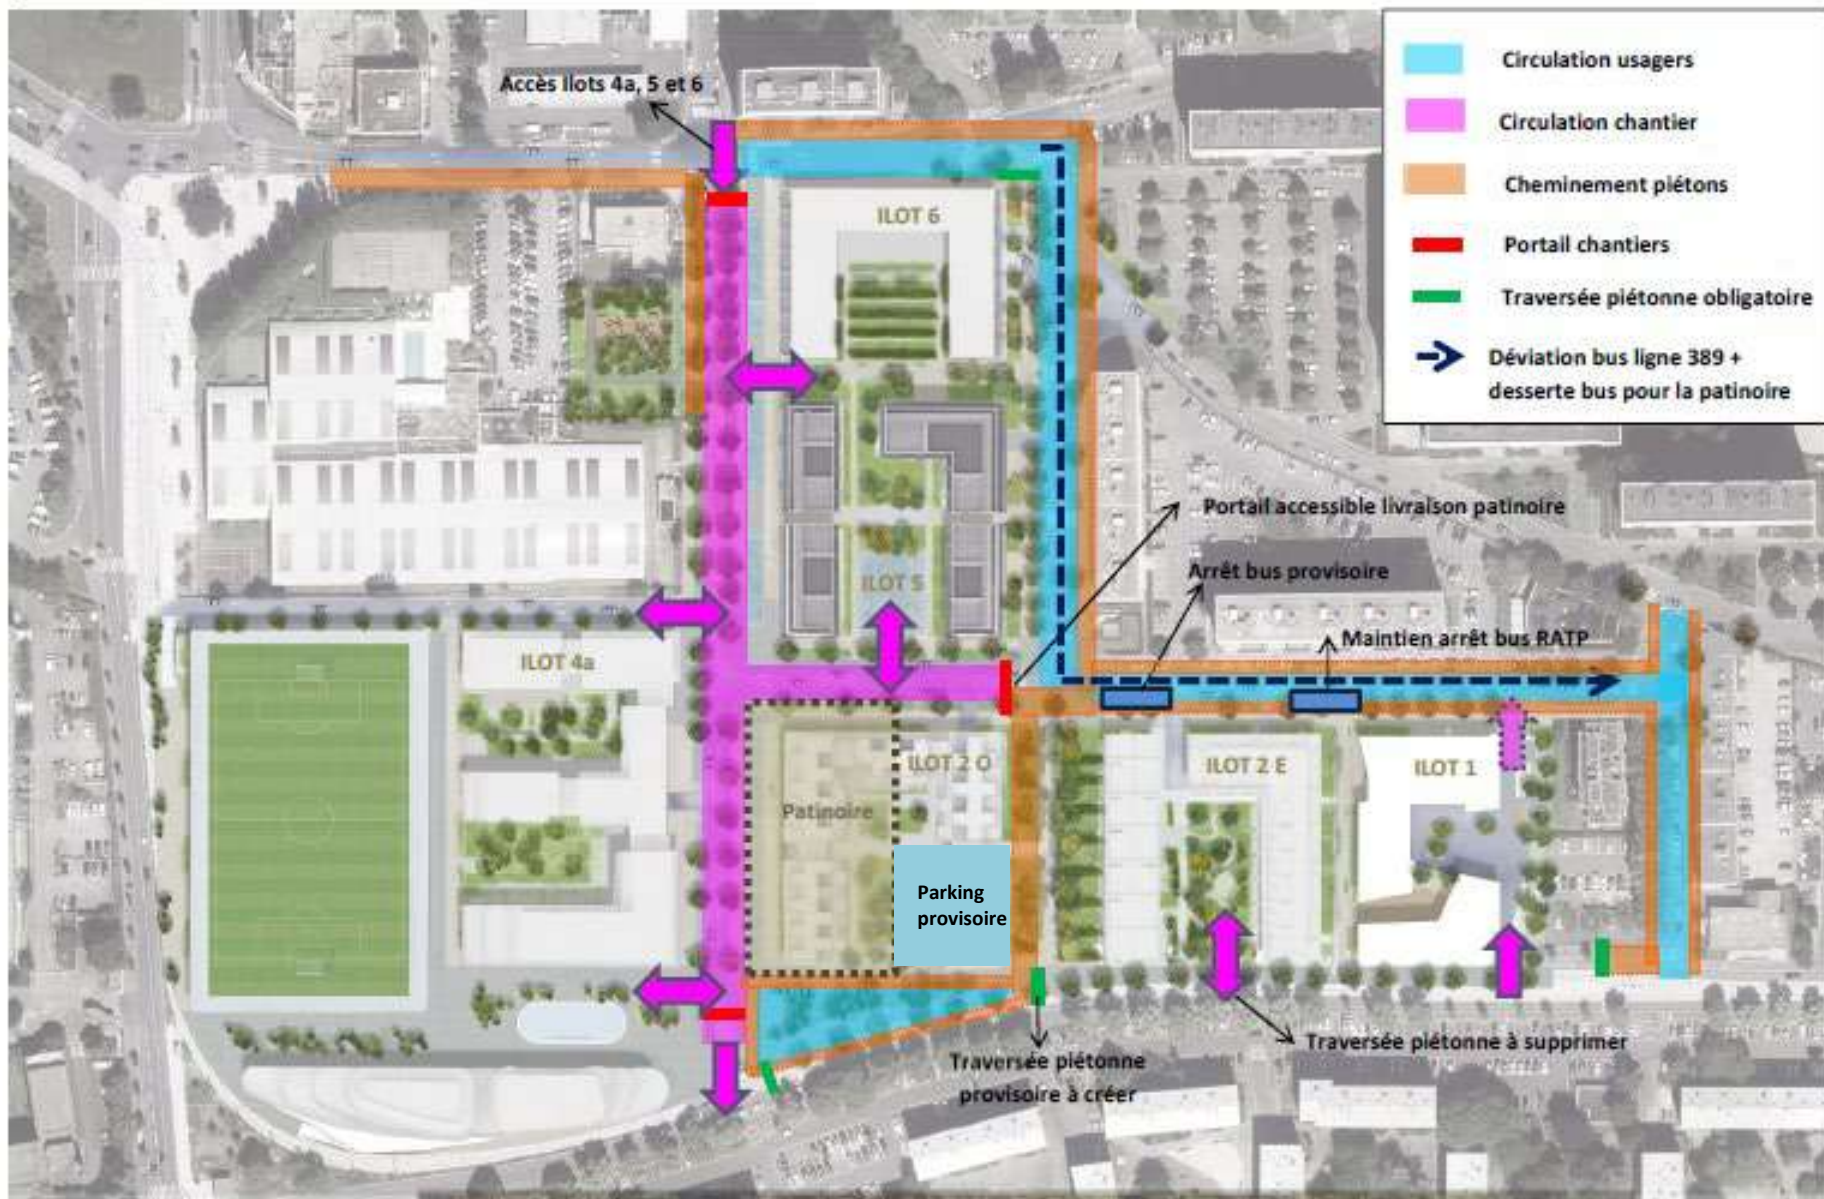 Accès Ilots 4a, 5 et 6
Circulation usagers
Circulation chantier
Cheminement piétons
Portail chantiers
Traversée piétonne obligatoire
Déviation bus ligne 389 +
desserte bus pour la patinoire
ILOT 6
Portail accessible livraison patinoire
Arrêt bus provisoire
ILOT 5
Maintien arrêt bus RATP
ILOT 4a
ILOT 2 O
ILOT 2 E
ILOT 1
Patinoire
Parking
provisoire
Traversée piétonne à supprimer
Traversée piétonne
provisoire à créer